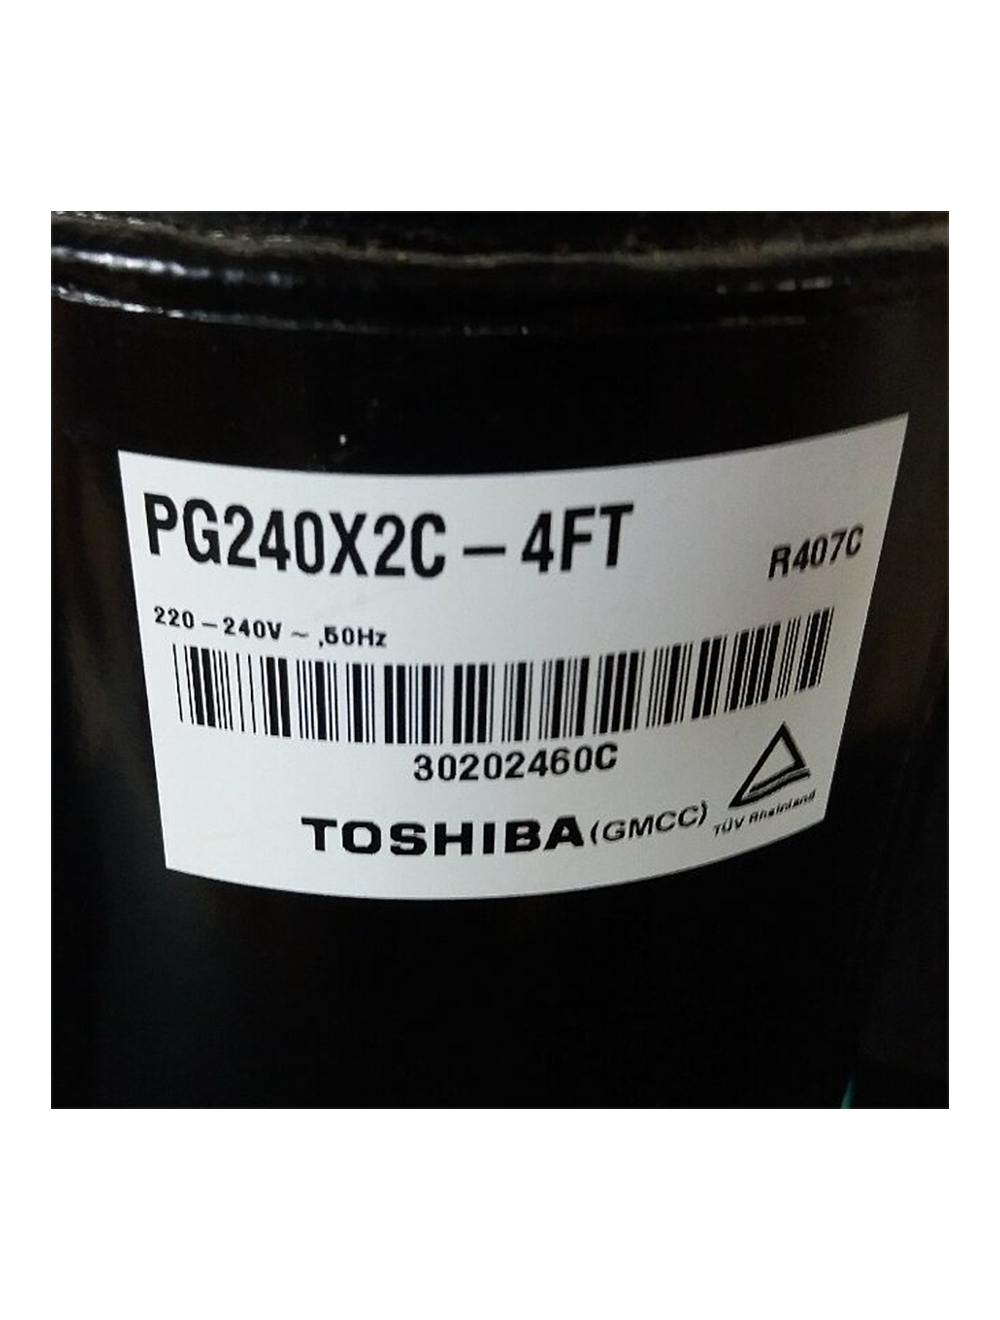 PG240X2C-4FT R407C
220-240V ~ ,50Hz
30202460C
TOSHIBA (GMCC) TÜV Rheinland